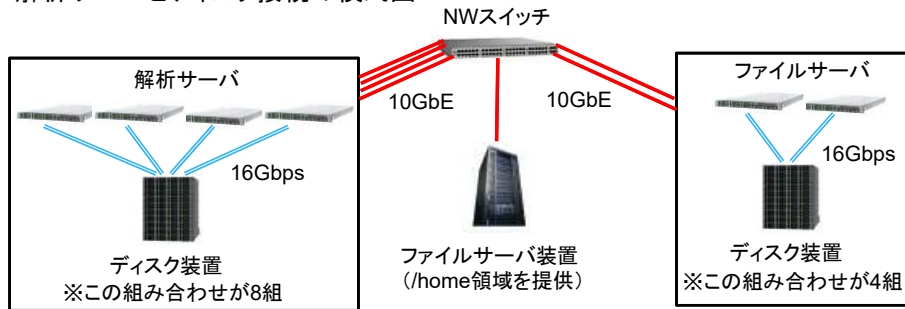 NWスイッチ
解析サーバ
10GbE
10GbE
ファイルサーバ
16Gbps
16Gbps
ディスク装置
※この組み合わせが8組
ファイルサーバ装置
(/home領域を提供)
ディスク装置
※この組み合わせが4組